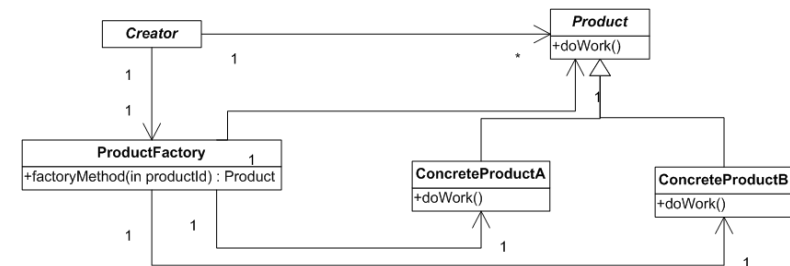 Creator
Product
+doWork()
1
*
1
1
1
ProductFactory
1
+factoryMethod(in productId) : Product
ConcreteProductA
+doWork()
ConcreteProductB
+doWork()
1
1
1
1